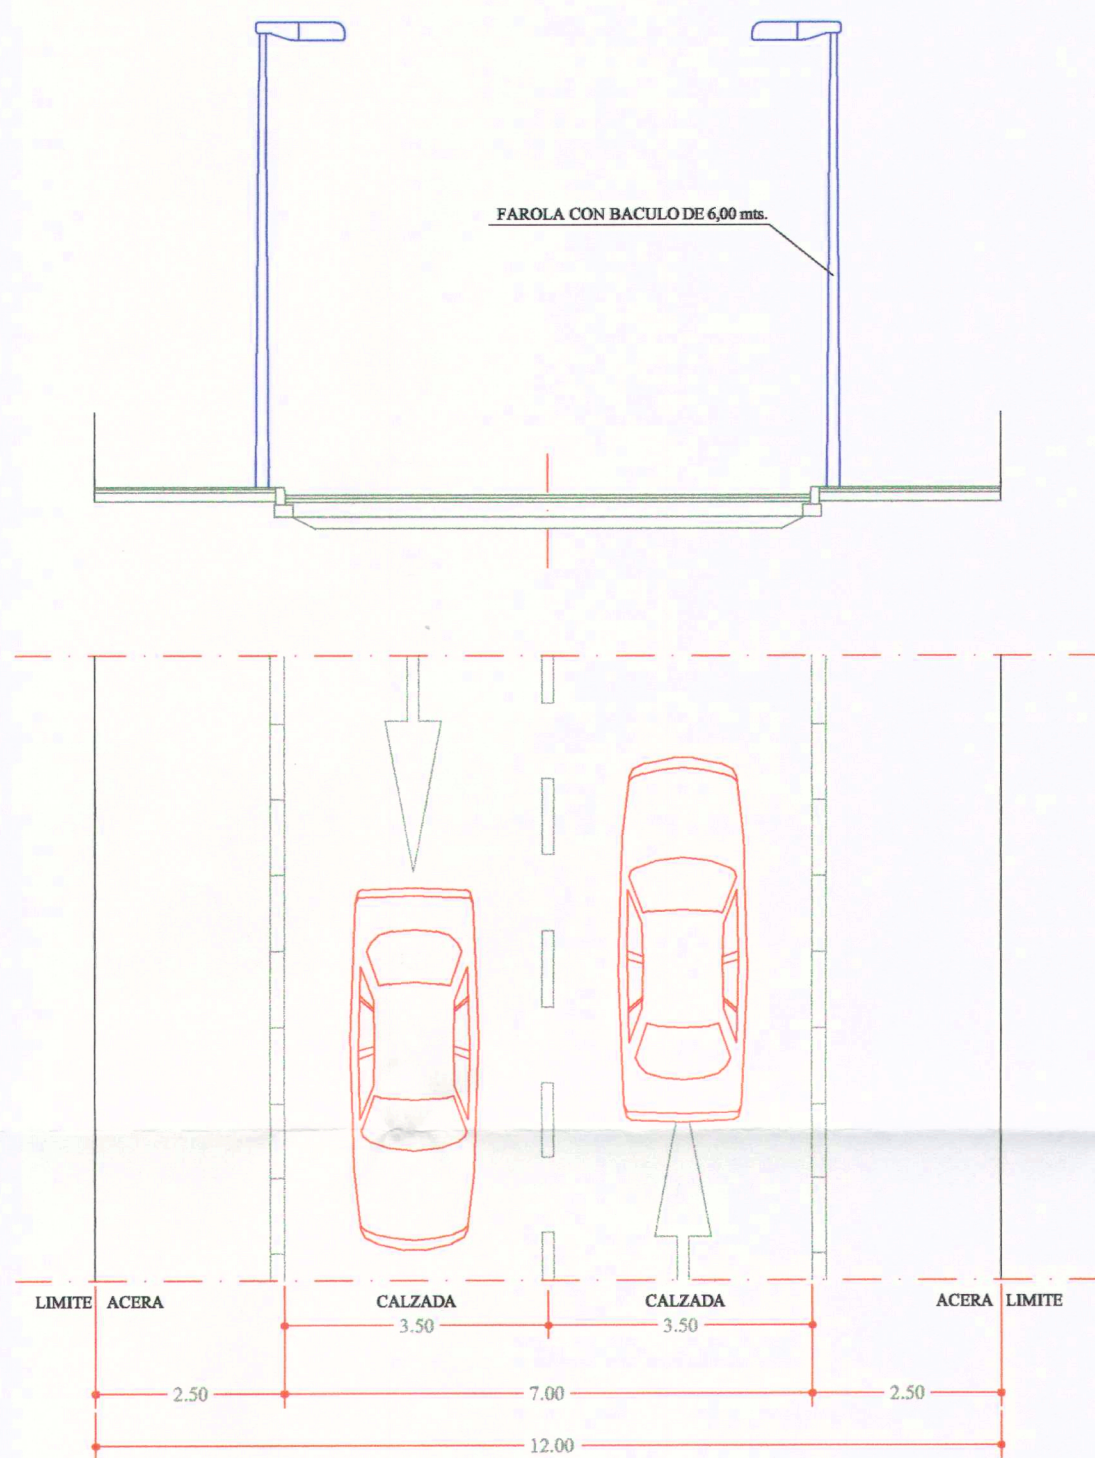 FAROLA CON BACULO DE 6,00 mts.
LIMITE ACERA CALZADA CALZADA ACERA LIMITE
3.50 3.50
2.50 7.00 2.50
12.00